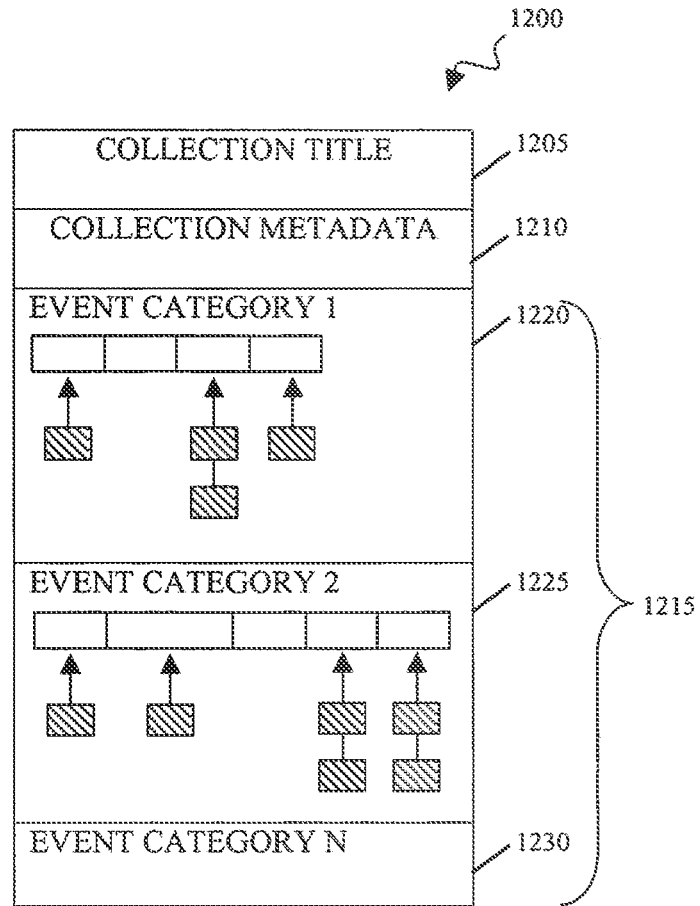 1200
COLLECTION TITLE
1205
COLLECTION METADATA
1210
EVENT CATEGORY 1
1220
EVENT CATEGORY 2
1225
1215
EVENT CATEGORY N
1230